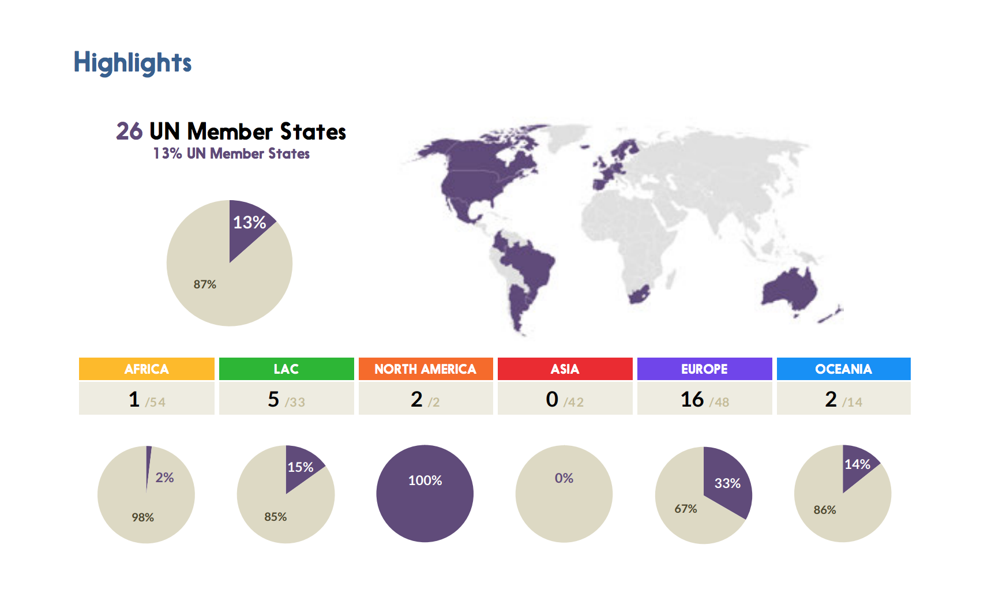 Highlights
26 UN Member States
13% UN Member States
13%
87%
AFRICA
LAC
NORTH AMERICA
ASIA
EUROPE
OCEANIA
1 /54
5 /33
2 /2
0 /42
16 /48
2 /14
2%
98%
15%
85%
100%
0%
33%
67%
14%
86%